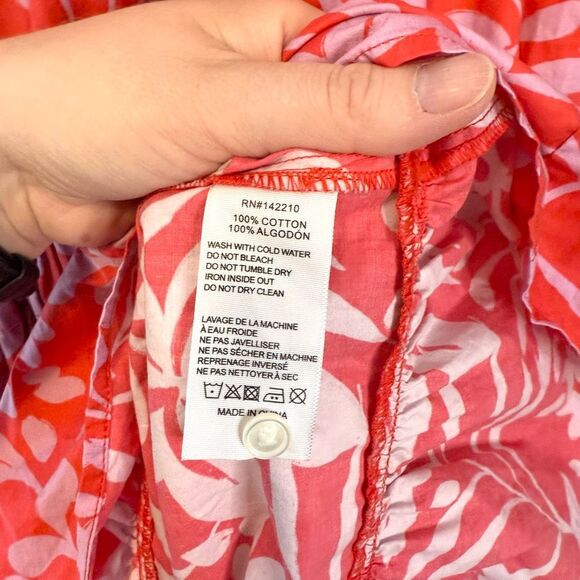 RN#142210
100% COTTON
100% ALGODÓN
WASH WITH COLD WATER
DO NOT BLEACH
DO NOT TUMBLE DRY
IRON INSIDE OUT
DO NOT DRY CLEAN
LAVAGE DE LA MACHINE
À EAU FROIDE
NE PAS JAVELLISER
NE PAS SÉCHER EN MACHINE
REPRENAGE INVERSÉ
NE PAS NETTOYER À SEC
MADE IN CHINA